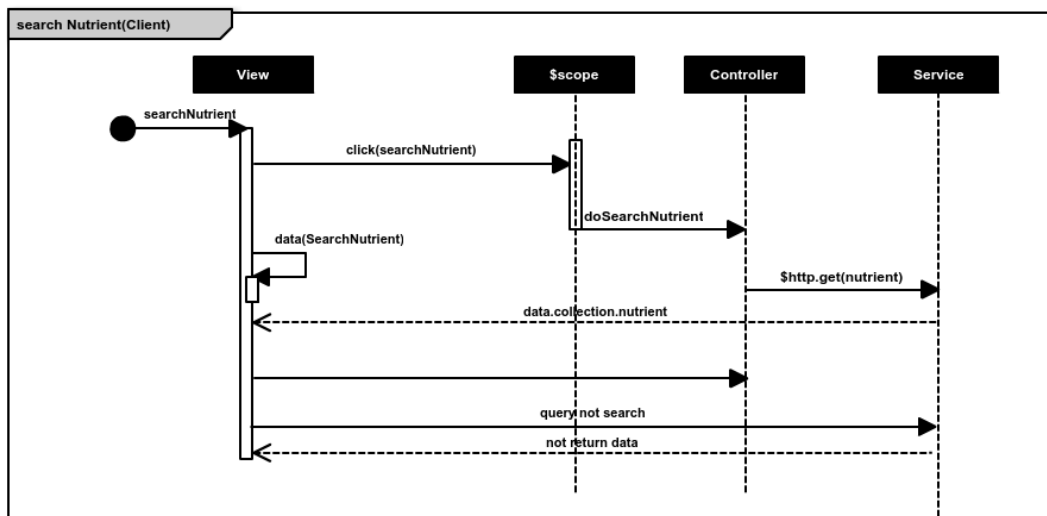 search Nutrient(Client)
View
$scope
Controller
Service
searchNutrient
click(searchNutrient)
doSearchNutrient
data(SearchNutrient)
$http.get(nutrient)
data.collection.nutrient
query not search
not return data